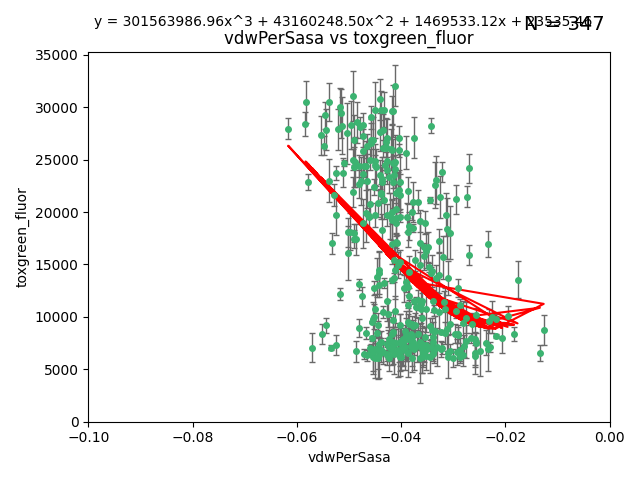 y = 301563986.96x^3 + 43160248.50x^2 + 1469533.12x +
N = 347
vdwPerSasa vs toxgreen_fluor
35000
30000
25000
20000
15000
10000
5000
0
toxgreen_fluor
−0.10
−0.08
−0.06
−0.04
−0.02
0.00
vdwPerSasa